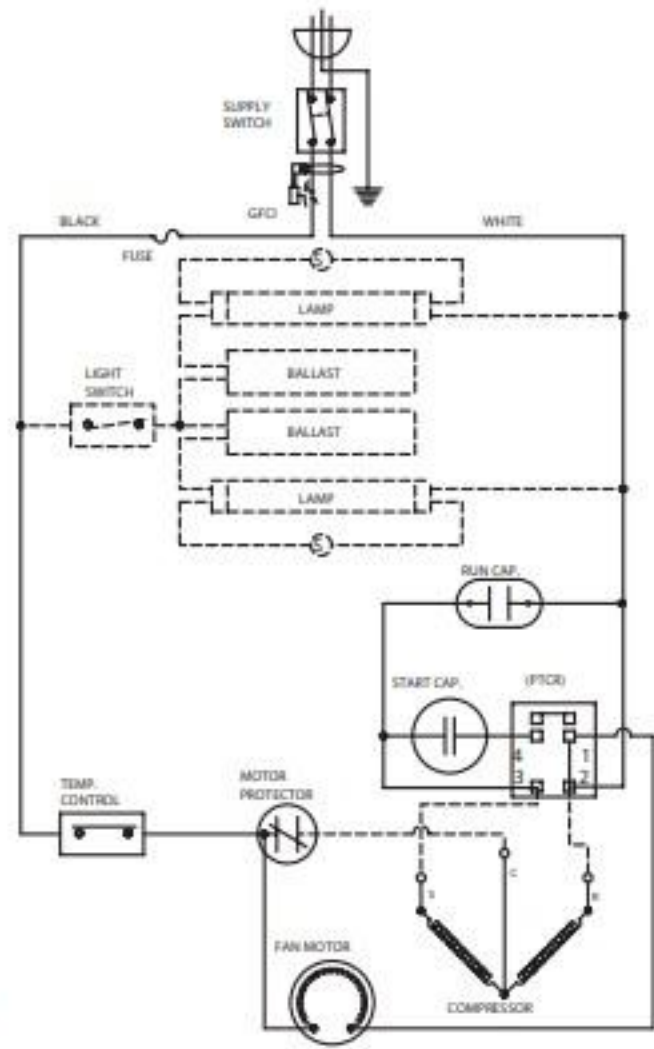 SUPPLY
SWITCH
GFCI
BLACK
WHITE
FUSE
S
LAMP
LIGHT
SWITCH
BALLAST
BALLAST
LAMP
S
RUN CAP.
START CAP.
(PTCR)
4
1
3
2
TEMP.
CONTROL
MOTOR
PROTECTOR
C
S
R
FAN MOTOR
COMPRESSOR